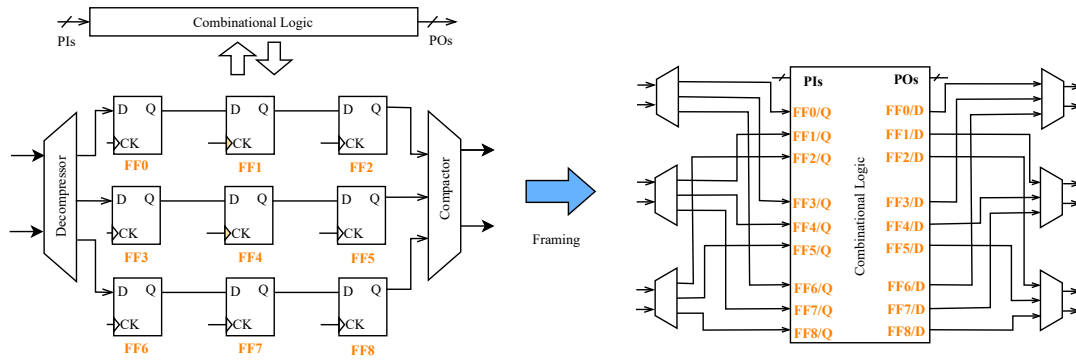 Combinational Logic
PIs
POs
Decompressor
D Q
CK
FF0
D Q
CK
FF1
D Q
CK
FF2
D Q
CK
FF3
D Q
CK
FF4
D Q
CK
FF5
D Q
CK
FF6
D Q
CK
FF7
D Q
CK
FF8
Compactor
Framing
PIs
POs
FF0/Q
FF0/D
FF1/Q
FF1/D
FF2/Q
FF2/D
FF3/Q
FF3/D
FF4/Q
FF4/D
FF5/Q
FF5/D
FF6/Q
FF6/D
FF7/Q
FF7/D
FF8/Q
FF8/D
Combinational Logic